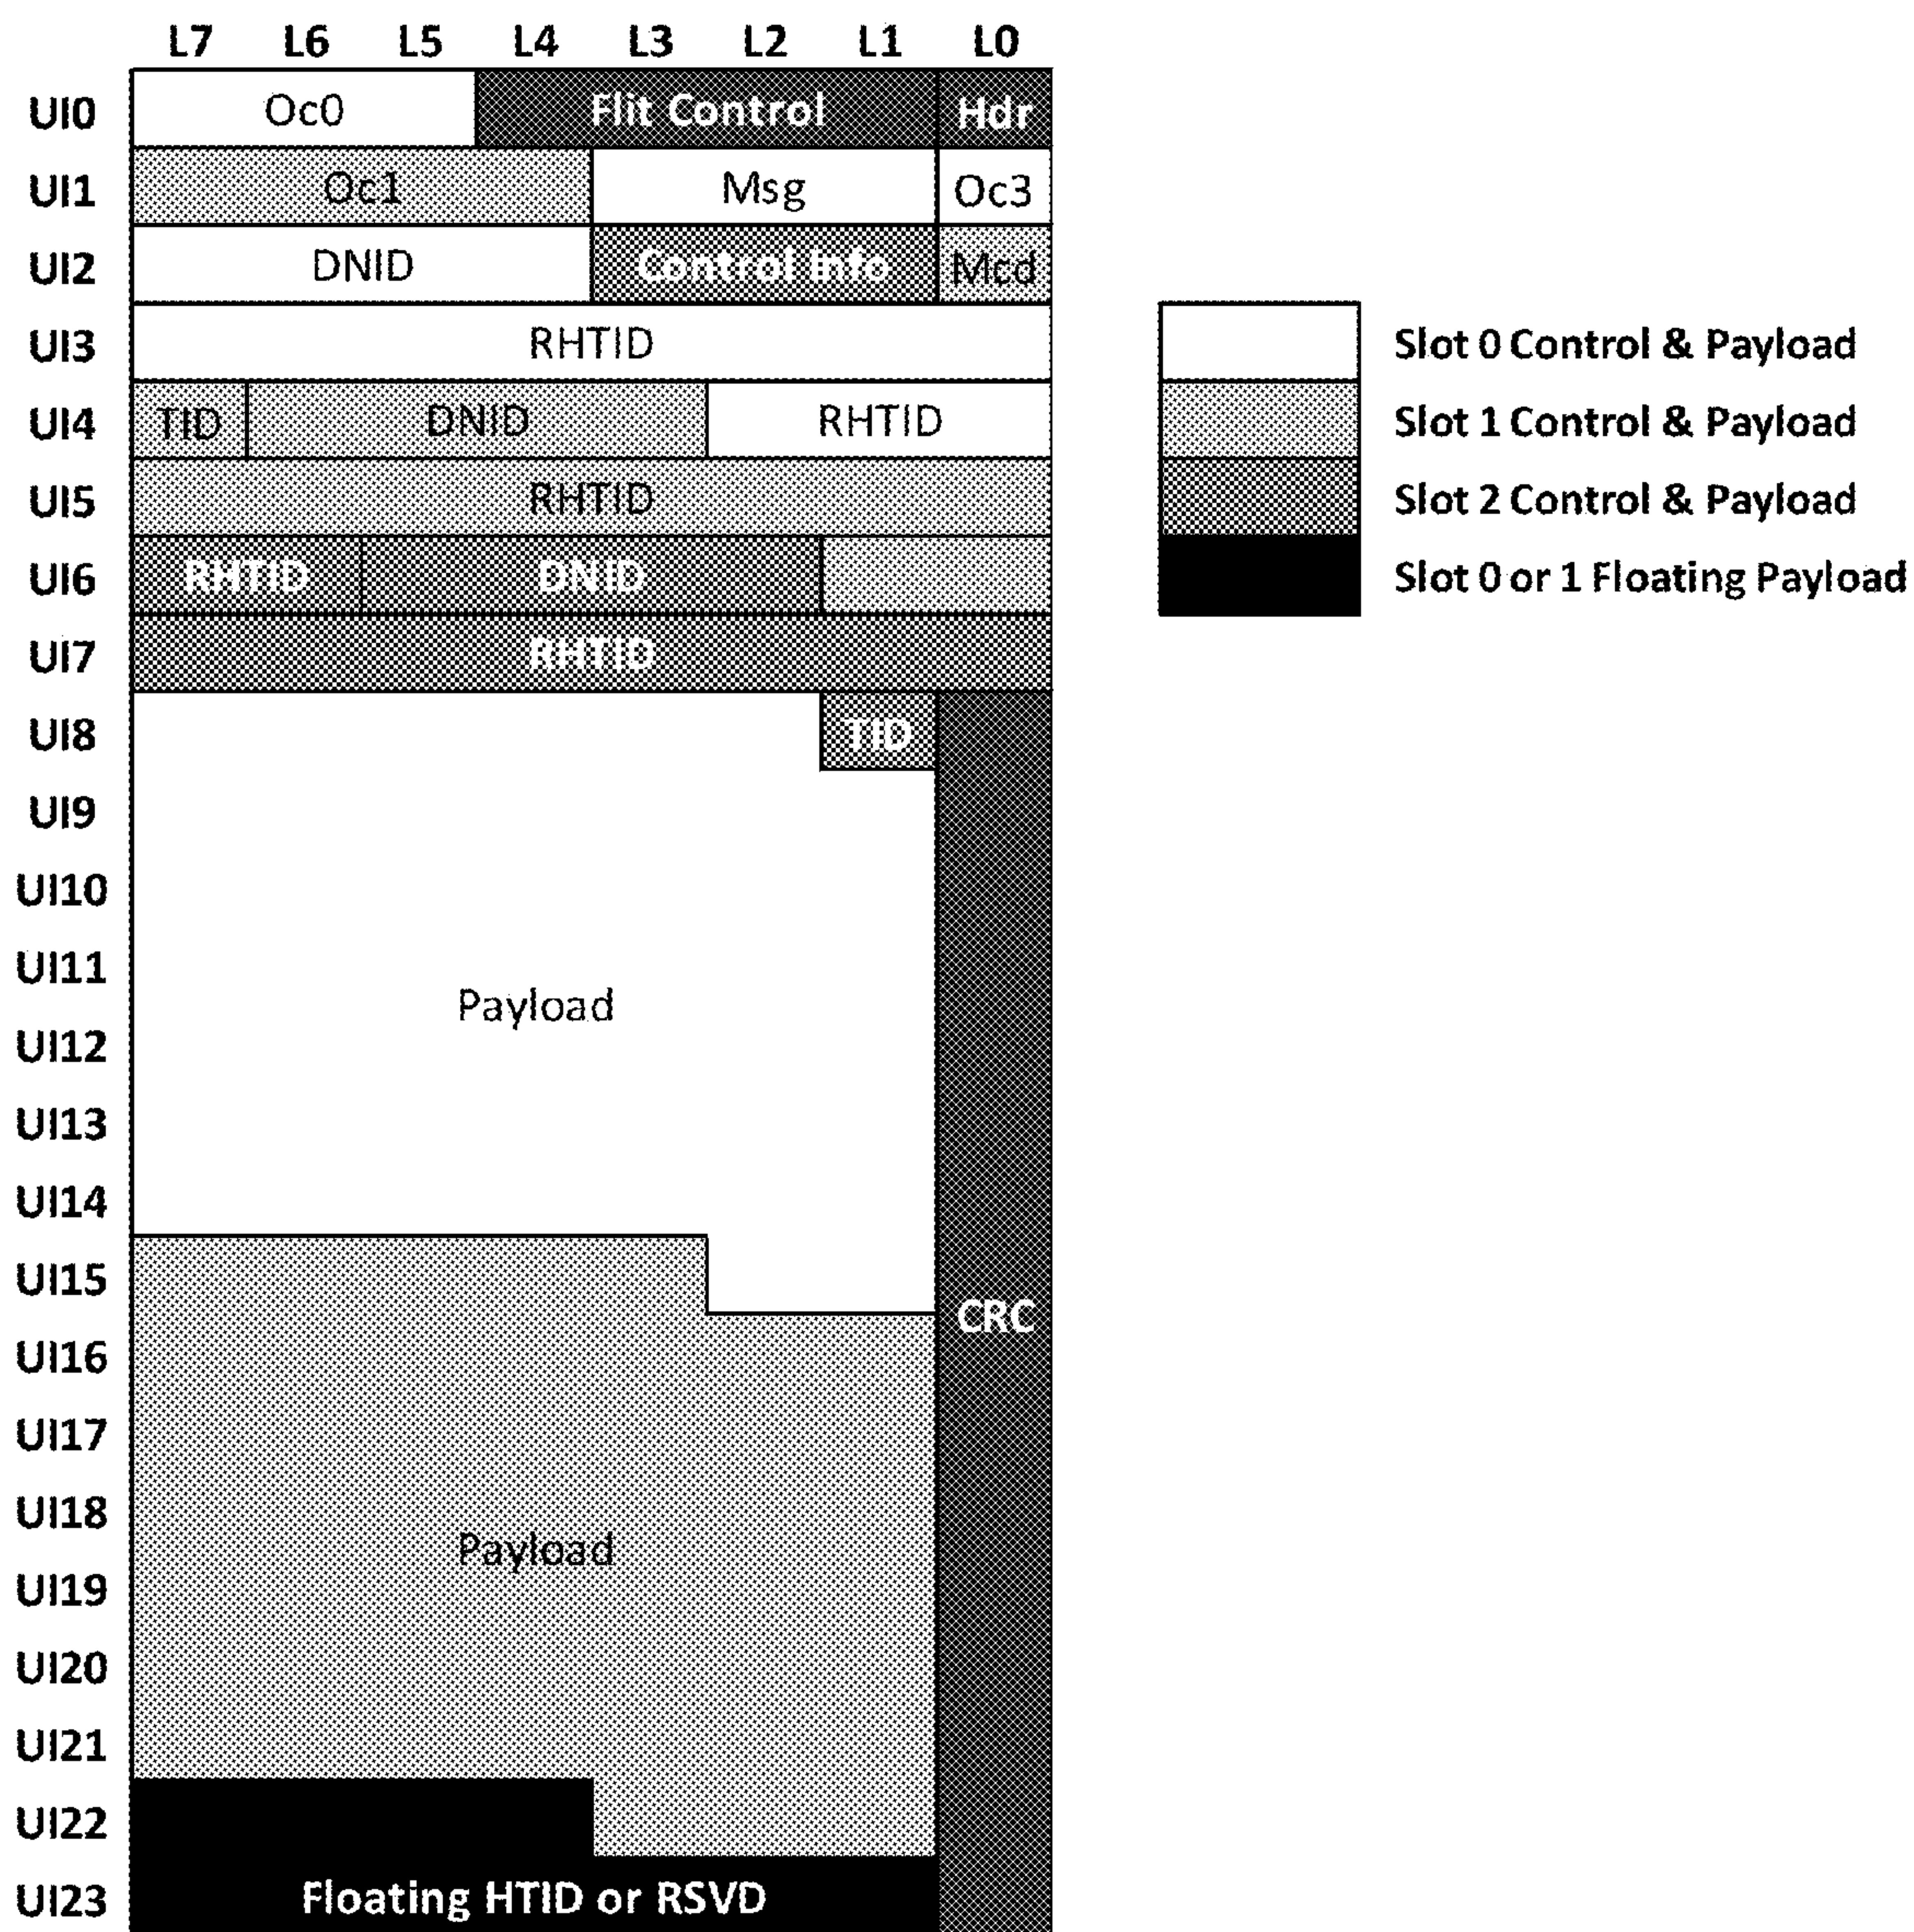 L7 L6 L5 L4 L3 L2 L1 L0
UI0 Oc0 Flit Control Hdr
UI1 Oc1 Msg Oc3
UI2 DNID Control Info Mcd
UI3 RHTID
UI4 TID DNID RHTID
UI5 RHTID
UI6 RHTID DNID
UI7 RHTID
UI8 TID
UI9
UI10
UI11
Payload
UI12
UI13
UI14
UI15
CRC
UI16
UI17
UI18
Payload
UI19
UI20
UI21
UI22
UI23 Floating HTID or RSVD
Slot 0 Control & Payload
Slot 1 Control & Payload
Slot 2 Control & Payload
Slot 0 or 1 Floating Payload